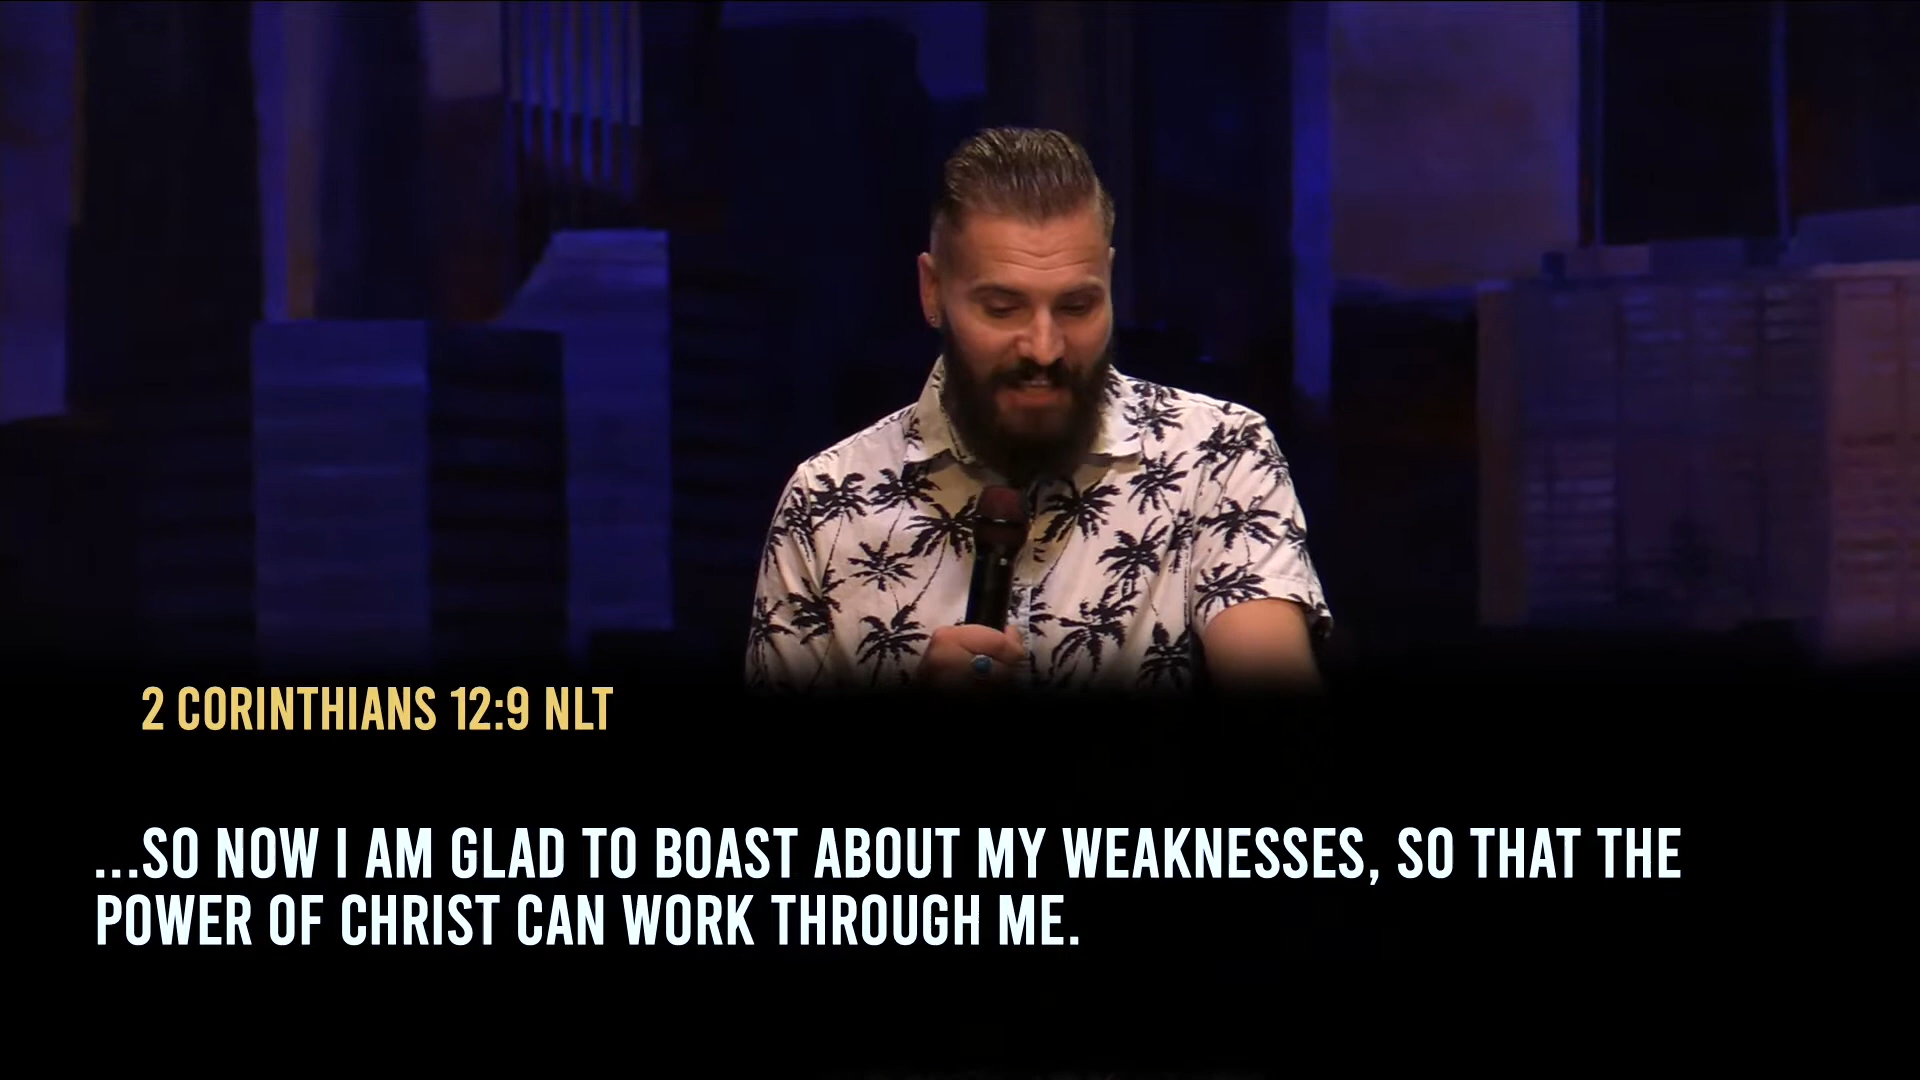 2 CORINTHIANS 12:9 NLT
...SO NOW I AM GLAD TO BOAST ABOUT MY WEAKNESSES, SO THAT THE
POWER OF CHRIST CAN WORK THROUGH ME.